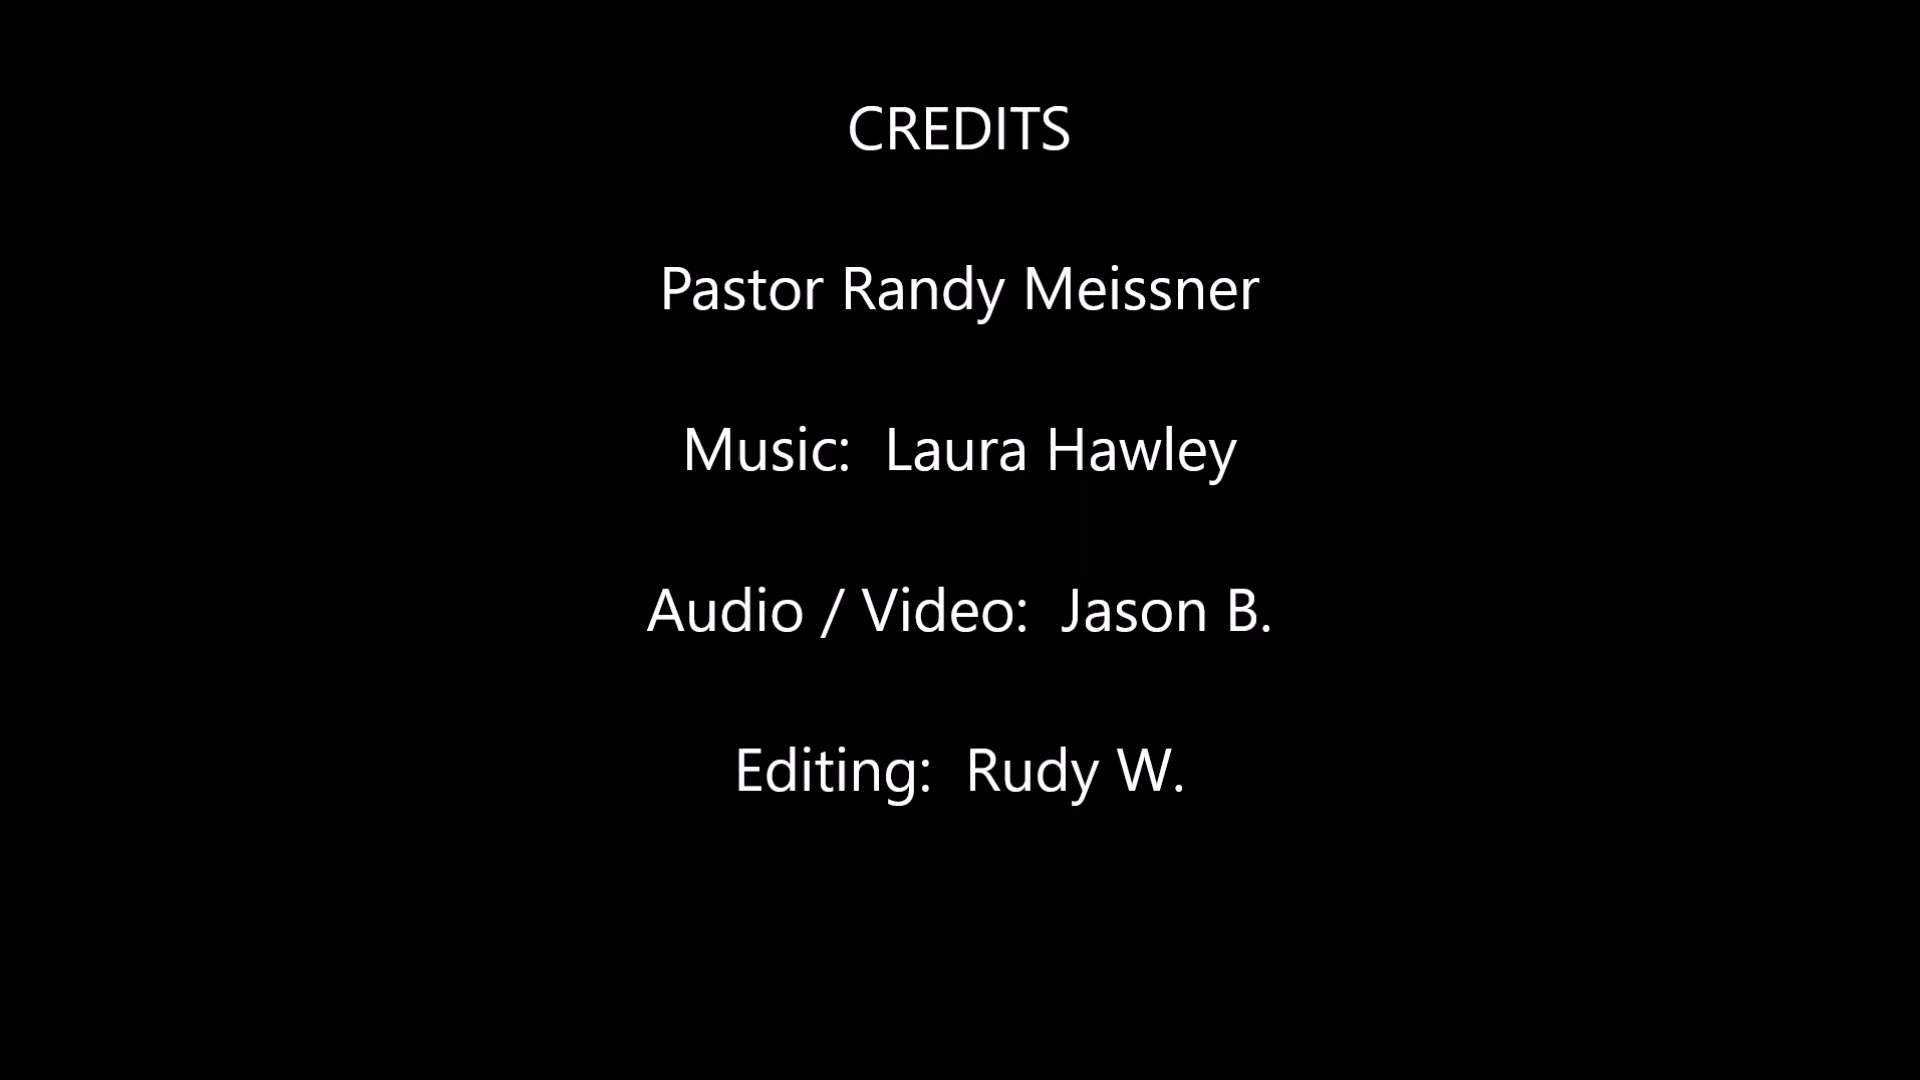 CREDITS
Pastor Randy Meissner
Music:  Laura Hawley
Audio / Video:  Jason B.
Editing:  Rudy W.